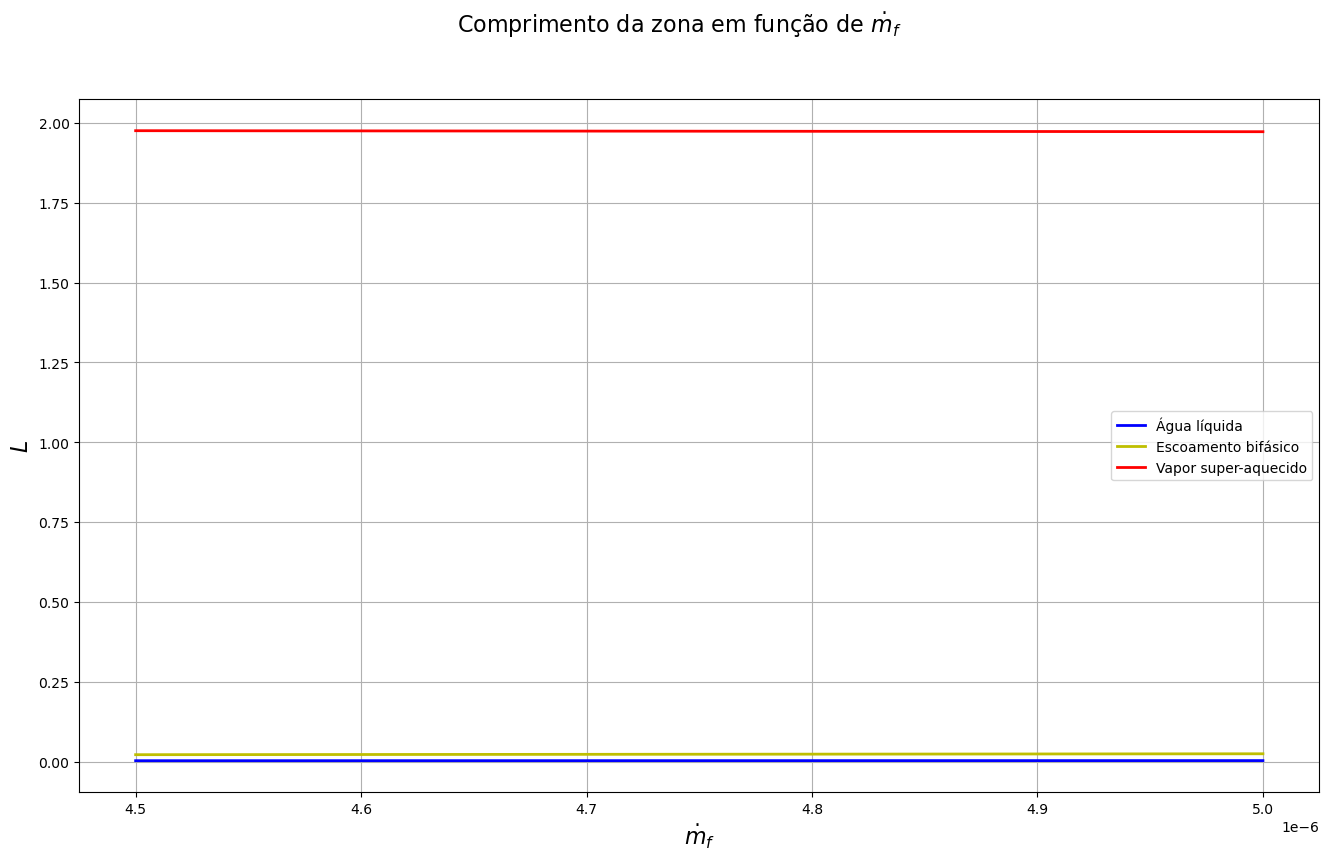 Comprimento da zona em função de ṁ_f
2.00
1.75
1.50
1.25
1.00
0.75
0.50
0.25
0.00
L
Água líquida
Escoamento bifásico
Vapor super-aquecido
4.5 4.6 4.7 4.8 4.9 5.0
1e−6
ṁ_f